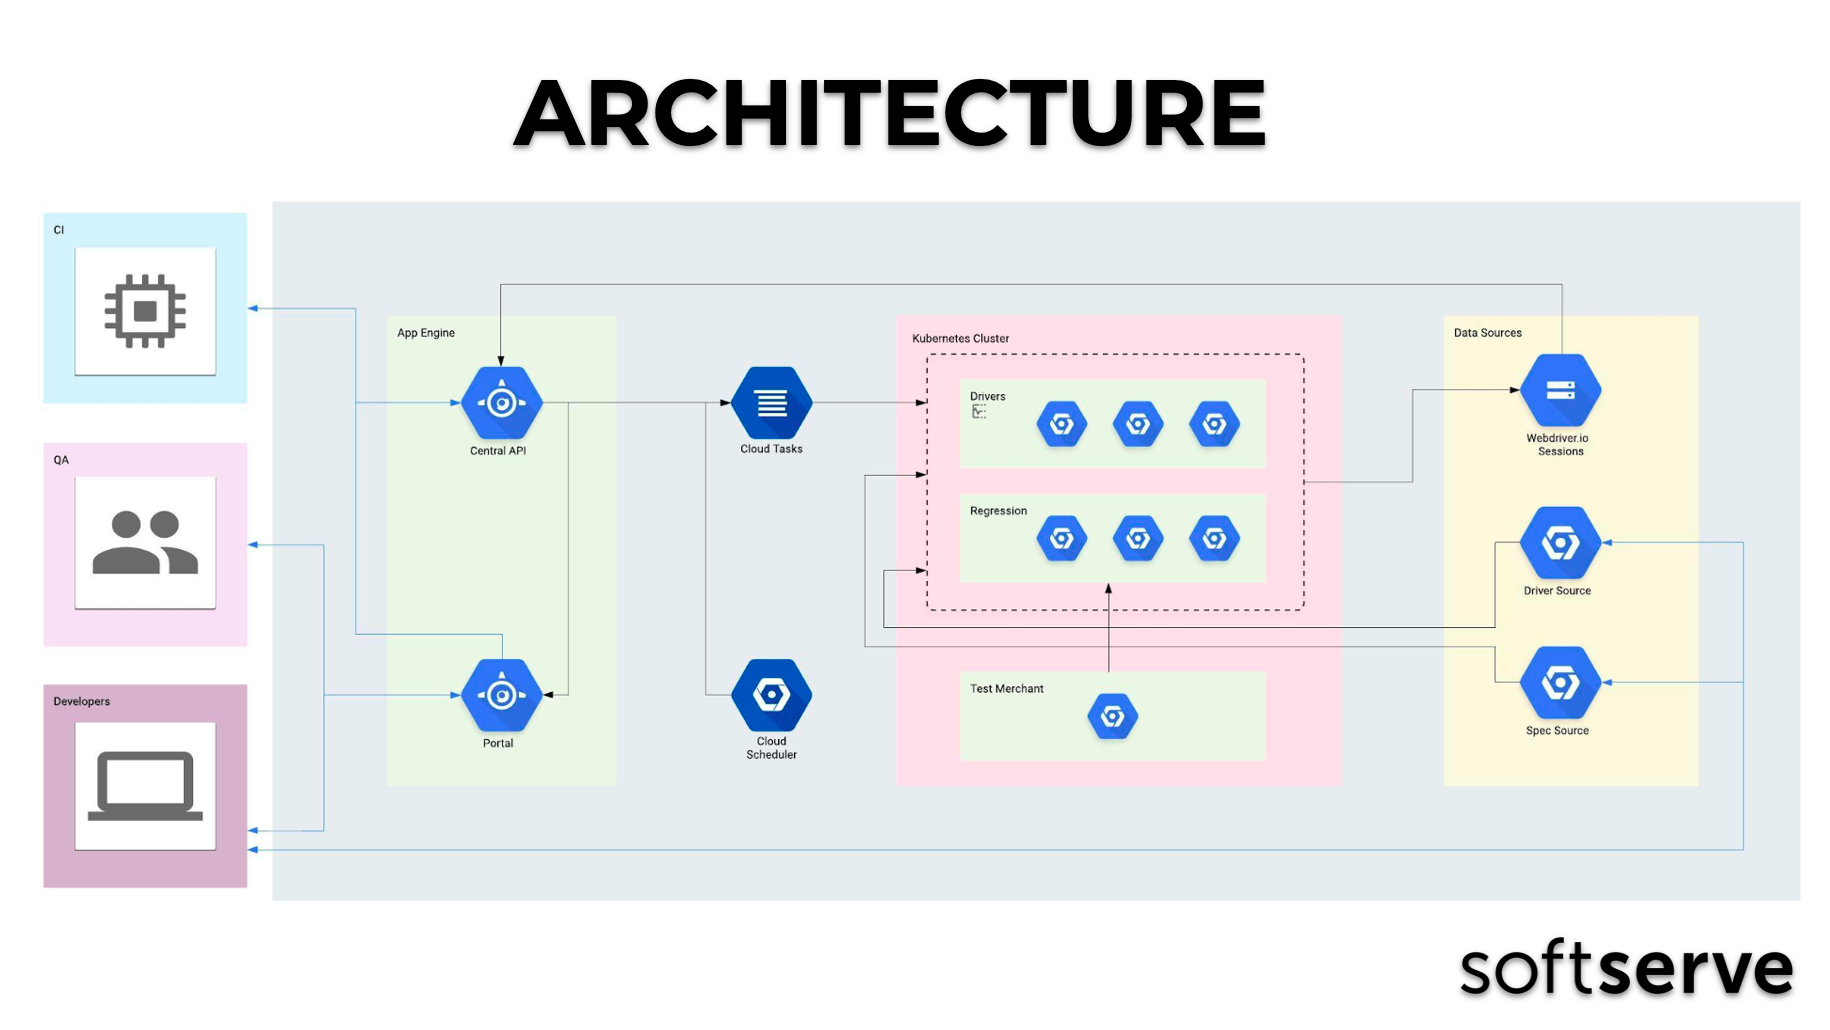 ARCHITECTURE
CI
QA
Developers
App Engine
Central API
Portal
Cloud Tasks
Cloud
Scheduler
Kubernetes Cluster
Drivers
Regression
Test Merchant
Data Sources
Webdriver.io
Sessions
Driver Source
Spec Source
softserve